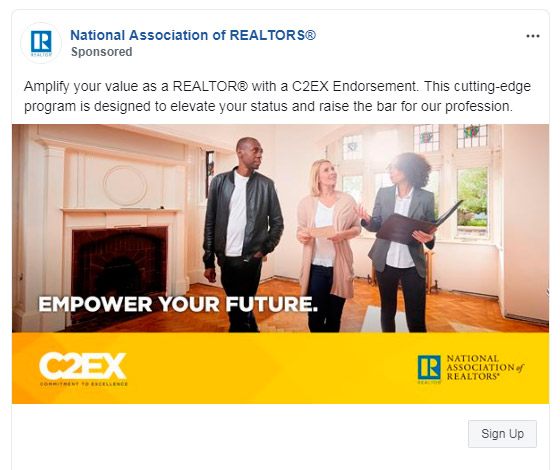 National Association of REALTORS®
Sponsored
Amplify your value as a REALTOR® with a C2EX Endorsement. This cutting-edge
program is designed to elevate your status and raise the bar for our profession.
EMPOWER YOUR FUTURE.
C2EX
COMMITMENT TO EXCELLENCE
R
REALTOR®
NATIONAL
ASSOCIATION of
REALTORS®
Sign Up